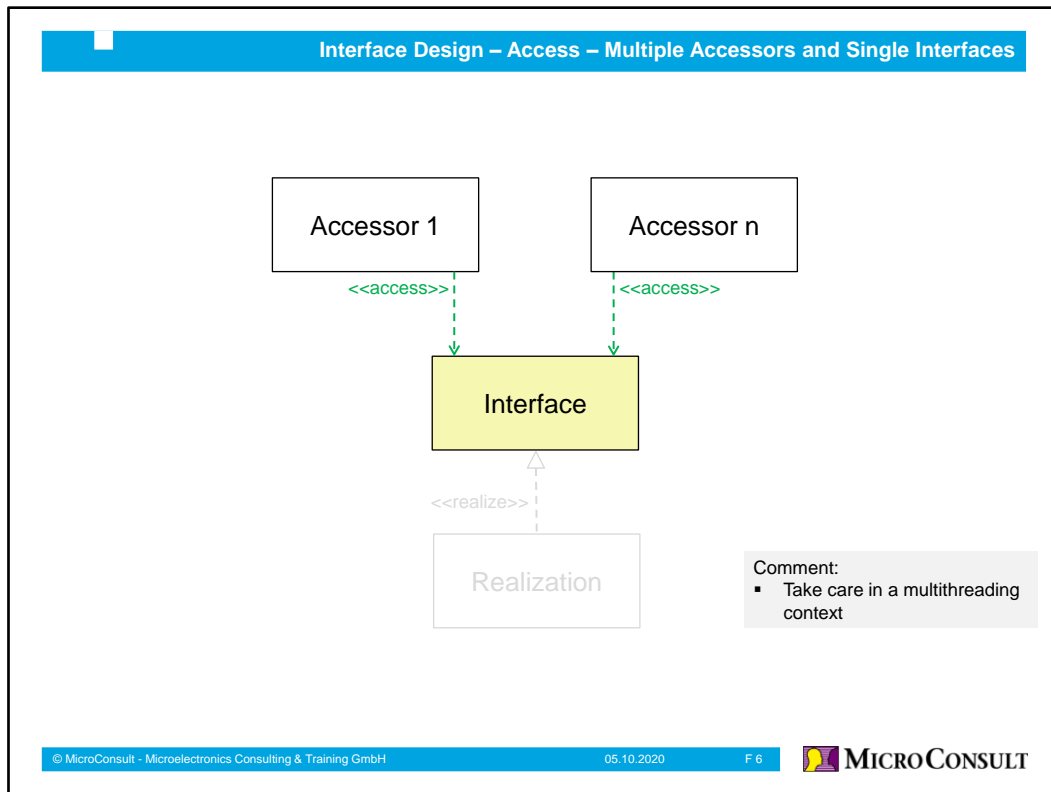 Interface Design – Access – Multiple Accessors and Single Interfaces
Accessor 1
Accessor n
<<access>>
<<access>>
Interface
<<realize>>
Realization
Comment:
▪ Take care in a multithreading
context
© MicroConsult - Microelectronics Consulting & Training GmbH
05.10.2020
F 6
MICROCONSULT